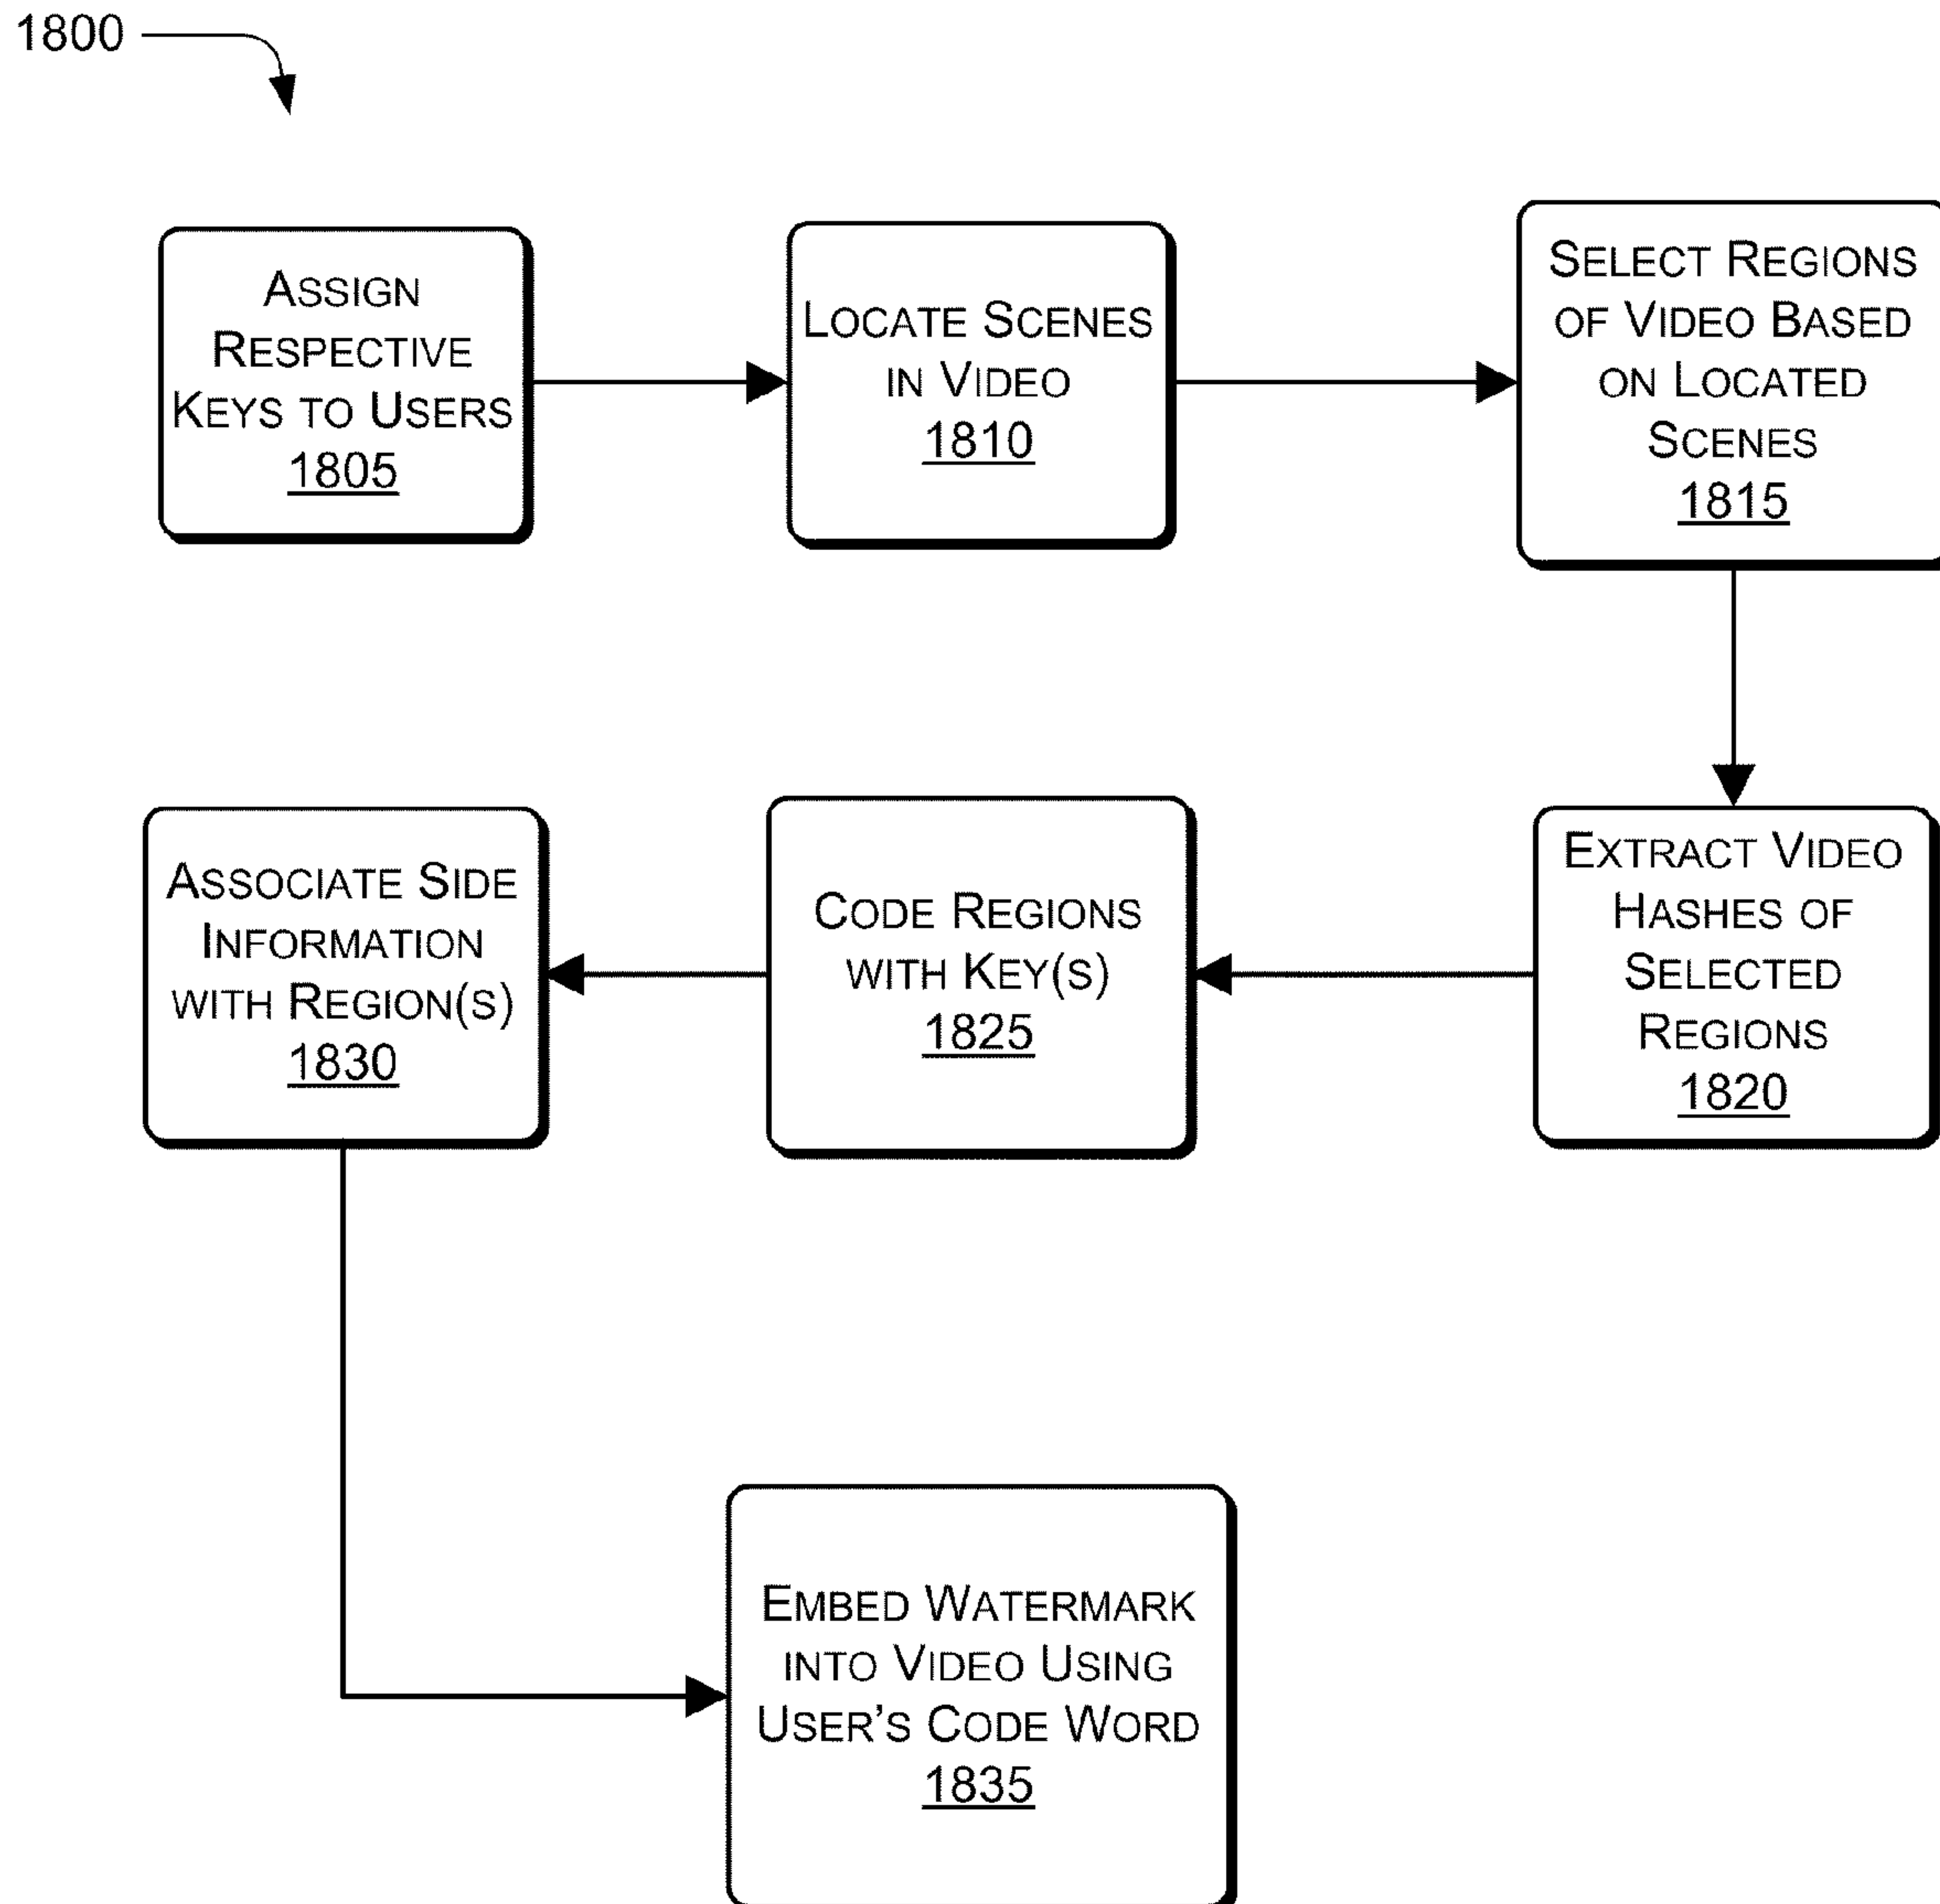 1800
ASSIGN
RESPECTIVE
KEYS TO USERS
1805
LOCATE SCENES
IN VIDEO
1810
SELECT REGIONS
OF VIDEO BASED
ON LOCATED
SCENES
1815
EXTRACT VIDEO
HASHES OF
SELECTED
REGIONS
1820
CODE REGIONS
WITH KEY(S)
1825
ASSOCIATE SIDE
INFORMATION
WITH REGION(S)
1830
EMBED WATERMARK
INTO VIDEO USING
USER'S CODE WORD
1835